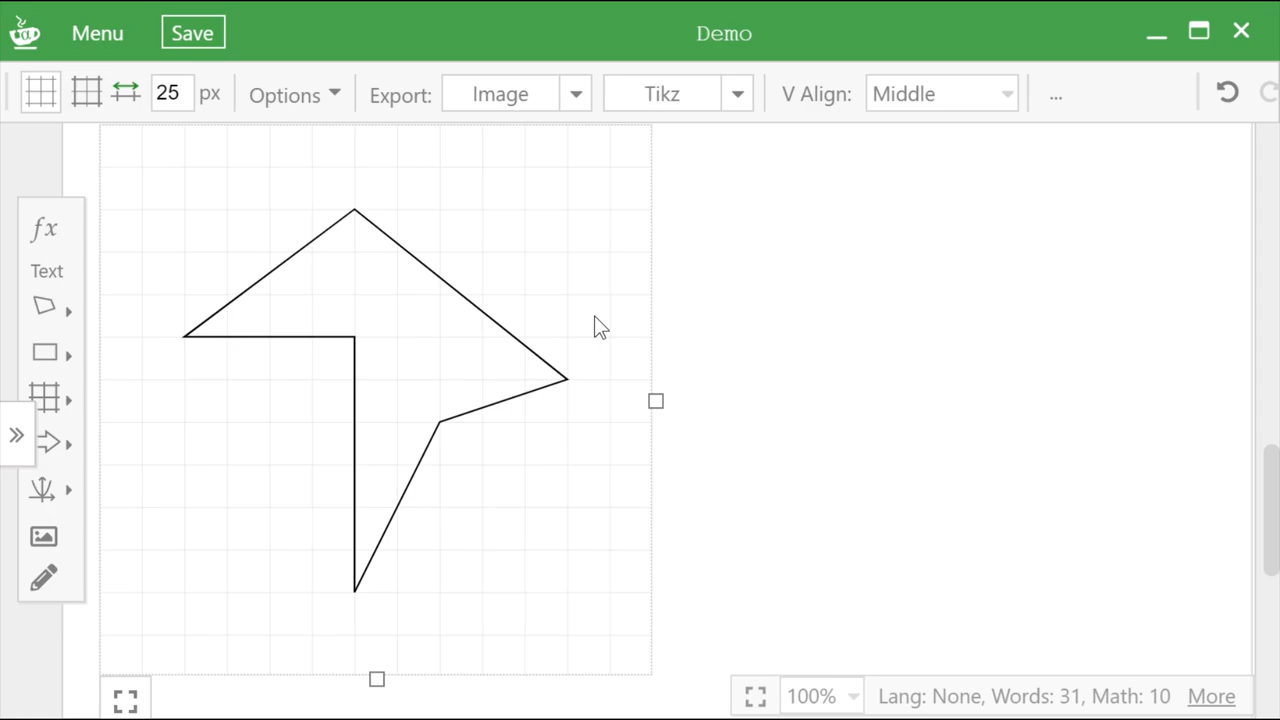 Menu Save Demo
25 px Options Export: Image Tikz V Align: Middle ...
fx
Text
100% Lang: None, Words: 31, Math: 10 More